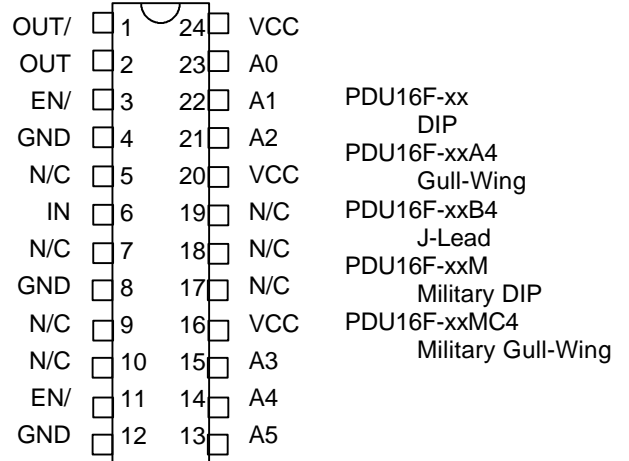 OUT/ 1 24 VCC
OUT 2 23 A0
EN/ 3 22 A1
GND 4 21 A2
N/C 5 20 VCC
IN 6 19 N/C
N/C 7 18 N/C
GND 8 17 N/C
N/C 9 16 VCC
N/C 10 15 A3
EN/ 11 14 A4
GND 12 13 A5
PDU16F-xx
DIP
PDU16F-xxA4
Gull-Wing
PDU16F-xxB4
J-Lead
PDU16F-xxM
Military DIP
PDU16F-xxMC4
Military Gull-Wing